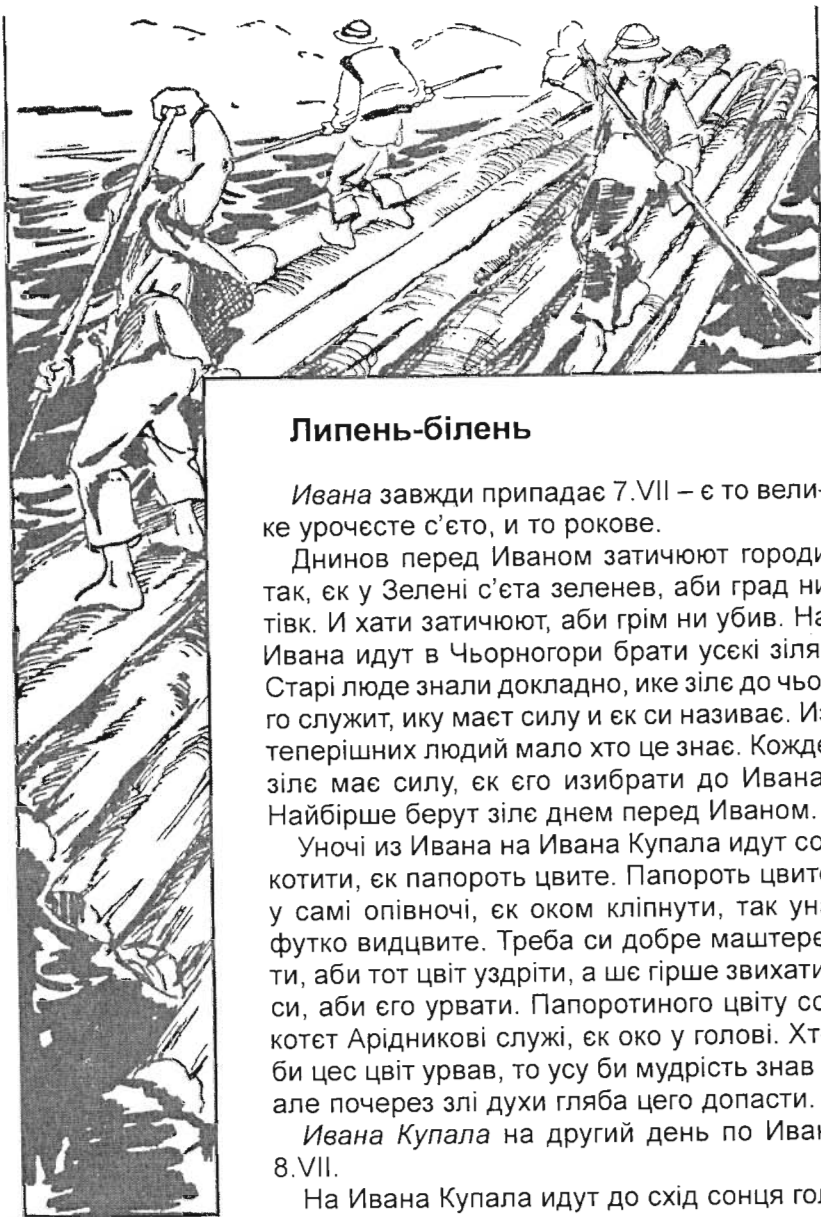 Липень-білень
Ивана завжди припадає 7.VII – є то вели-
ке урочєсте с’єто, и то рокове.
Днинов перед Иваном затичюют городи
так, єк у Зелені с’єта зеленев, аби град ни
тівк. И хати затичюют, аби грім ни убив. На
Ивана идут в Чьорногори брати усєкі зіля.
Старі люде знали докладно, ике зілє до чьо-
го служит, ику маєт силу и єк си називає. Из
теперішних людий мало хто це знає. Кожде
зілє має силу, єк єго изибрати до Ивана.
Найбірше берут зілє днем перед Иваном.
Уночі из Ивана на Ивана Купала идут со-
котити, єк папороть цвите. Папороть цвите
у самі опівночі, єк оком кліпнути, так уна
футко видцвите. Треба си добре маштере-
ти, аби тот цвіт уздріти, а шє гірше звихати-
си, аби єго урвати. Папоротиного цвіту со-
котєт Арідникові служі, єк око у голові. Хто
би цес цвіт урвав, то усу би мудрість знав
але почерез злі духи гляба цего допасти.
Ивана Купала на другий день по Иван
8.VII.
На Ивана Купала идут до схід сонця гол